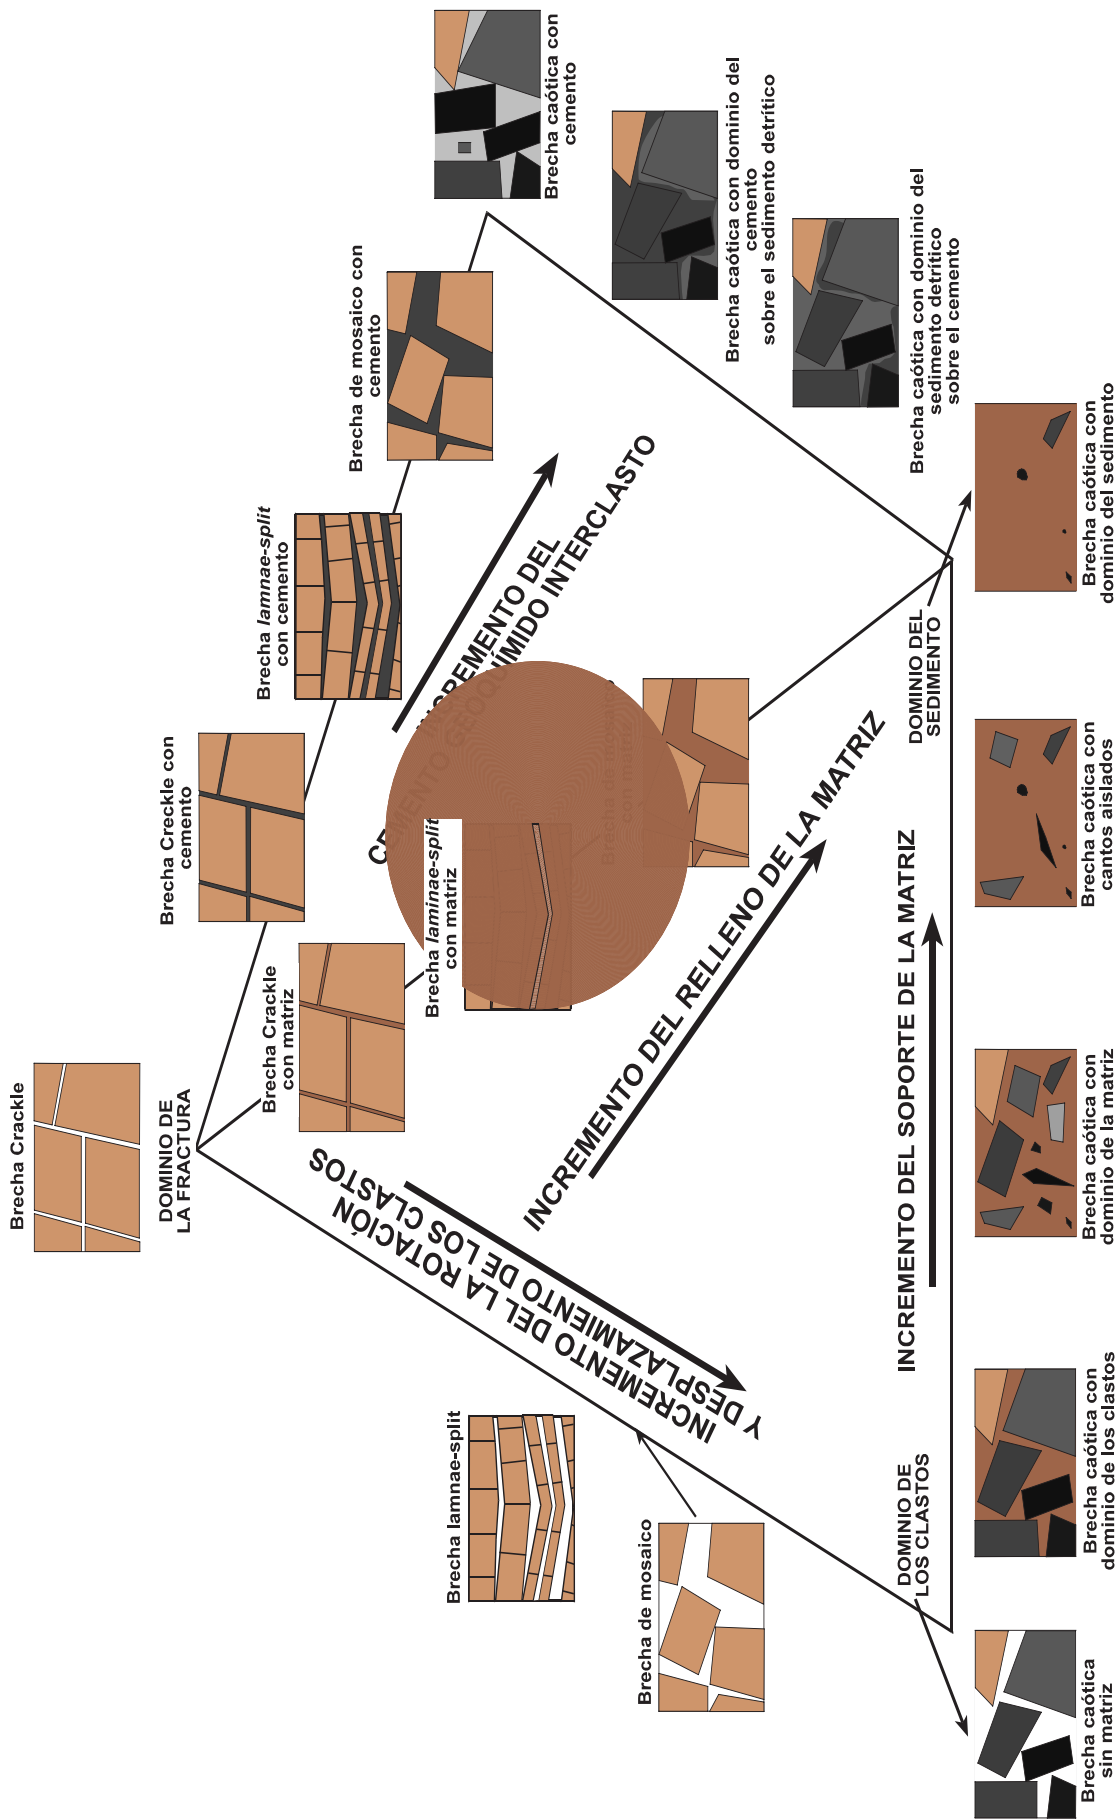 Brecha Crackle
DOMINIO DE
LA FRACTURA
Brecha Creckle con
cemento
Brecha Crackle
con matriz
Brecha lamnae-split
con cemento
Brecha de mosaico con
cemento
Brecha caótica con
cemento
Brecha caótica con dominio del
cemento
sobre el sedimento detrítico
Brecha caótica con dominio del
sedimento detrítico
sobre el cemento
INCREMENTO DEL
CEMENTO GEOQUÍMIDO INTERCLASTO
Brecha laminae-split
con matriz
Brecha de mosaico
con matriz
INCREMENTO DEL LA ROTACIÓN
Y DESPLAZAMIENTO DE LOS CLASTOS
INCREMENTO DEL RELLENO DE LA MATRIZ
Brecha lamnae-split
Brecha de mosaico
INCREMENTO DEL SOPORTE DE LA MATRIZ
DOMINIO DE
LOS CLASTOS
DOMINIO DEL
SEDIMENTO
Brecha caótica
sin matriz
Brecha caótica con
dominio de los clastos
Brecha caótica con
dominio de la matriz
Brecha caótica con
cantos aislados
Brecha caótica con
dominio del sedimento